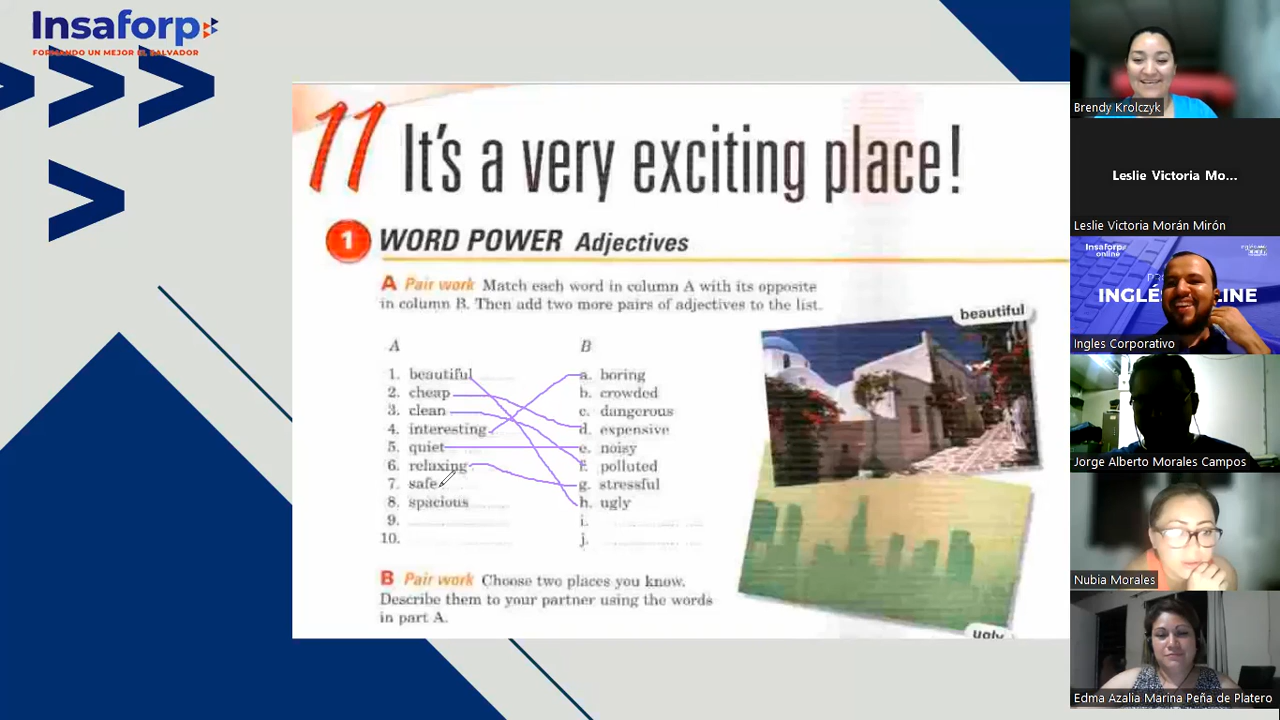 Insaforp
FORMANDO UN MEJOR EL SALVADOR
11 It's a very exciting place!
1 WORD POWER Adjectives
A Pair work Match each word in column A with its opposite
in column B. Then add two more pairs of adjectives to the list.
A
1. beautiful
2. cheap
3. clean
4. interesting
5. quiet
6. relaxing
7. safe
8. spacious
9.
10.
B
a. boring
b. crowded
c. dangerous
d. expensive
e. noisy
f. polluted
g. stressful
h. ugly
i.
j.
beautiful
ugly
B Pair work Choose two places you know.
Describe them to your partner using the words
in part A.
Brendy Krolczyk
Leslie Victoria Mo...
Leslie Victoria Morán Mirón
Insaforp
online
INGLÉ
LINE
Ingles Corporativo
Jorge Alberto Morales Campos
Nubia Morales
Edma Azalia Marina Peña de Platero